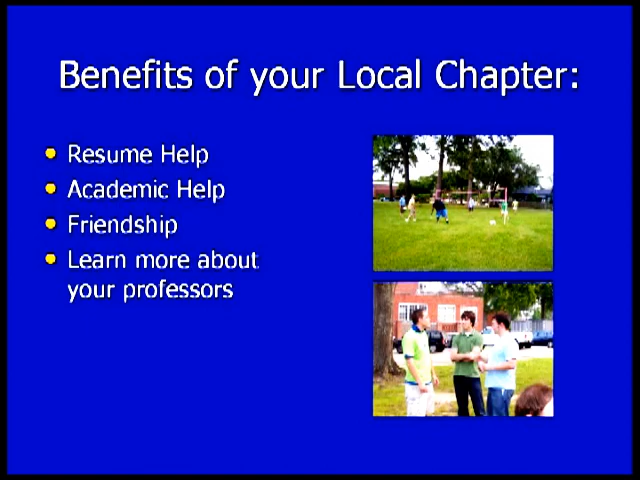 Benefits of your Local Chapter:
Resume Help
Academic Help
Friendship
Learn more about
your professors